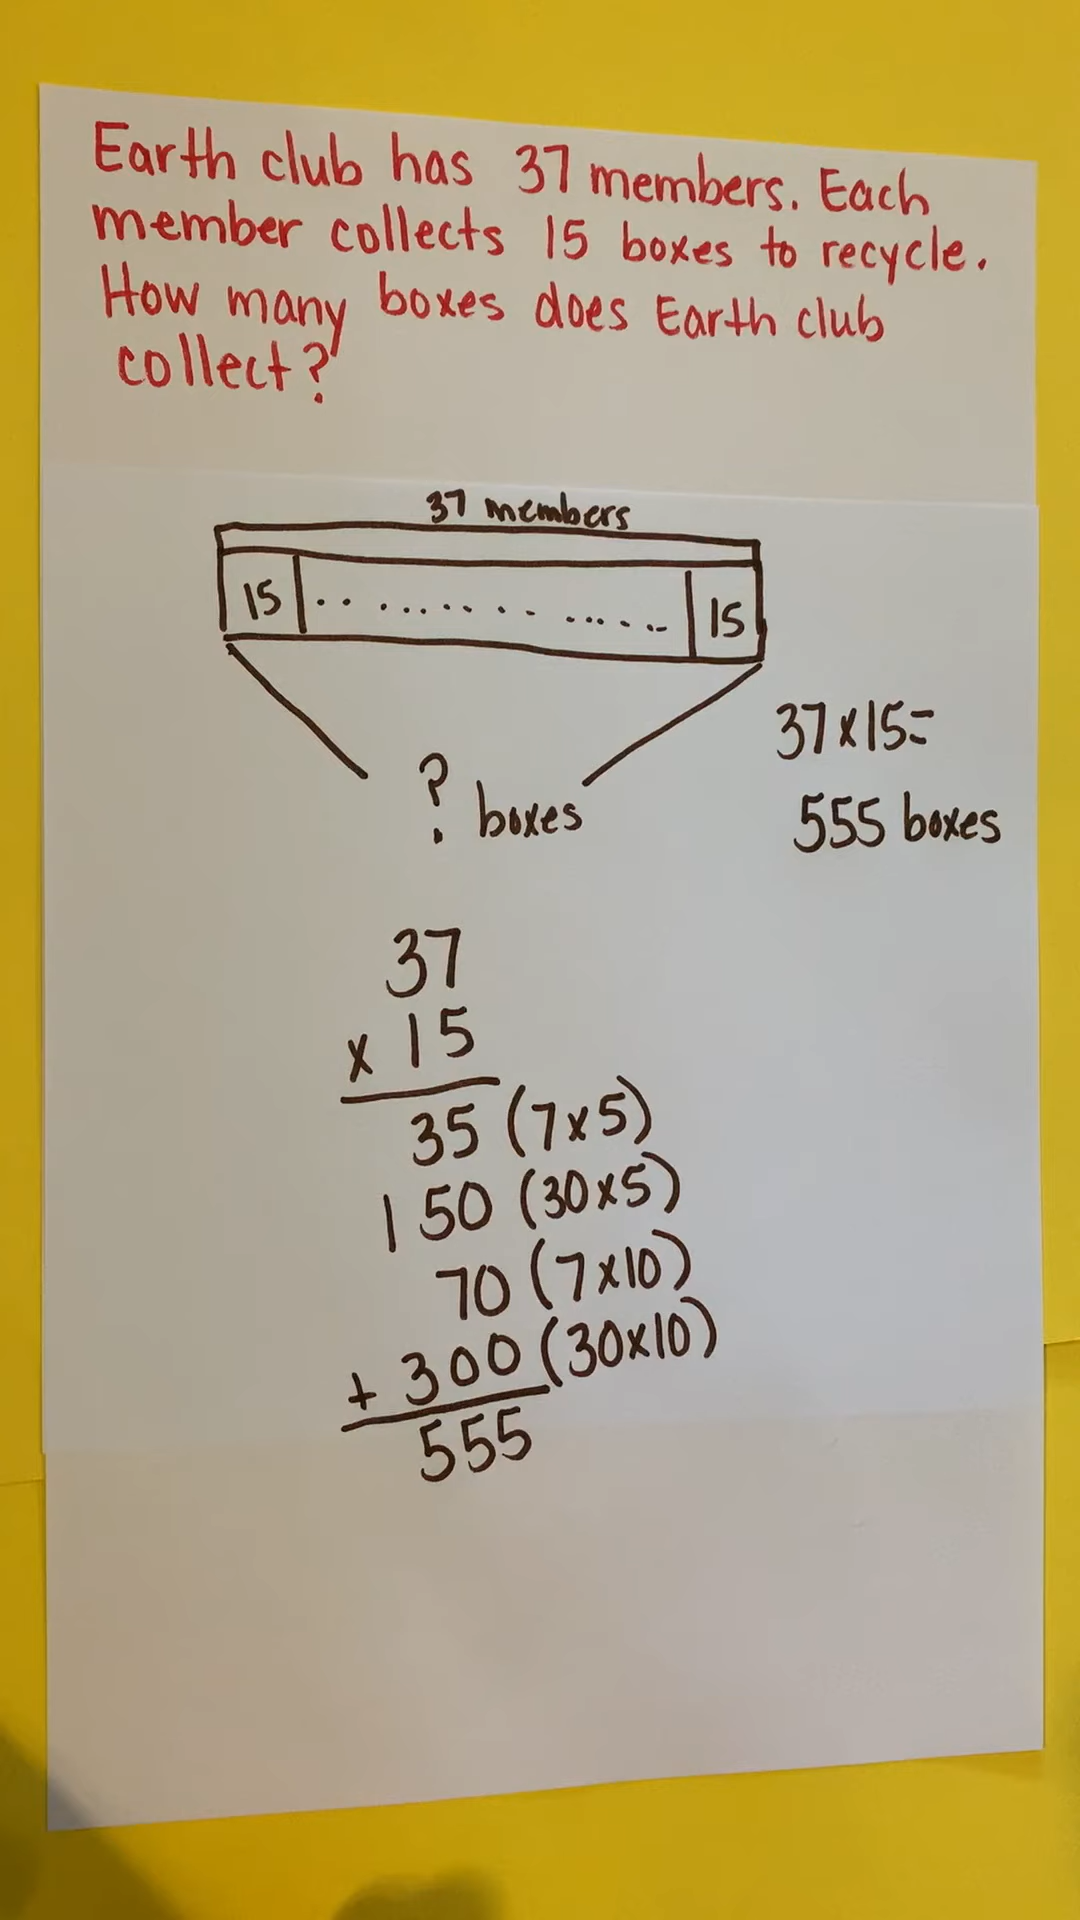 Earth club has 37 members. Each
member collects 15 boxes to recycle.
How many boxes does Earth club
collect?
37 members
15 . . . . . . . . . . . . . . . 15
? boxes
37x15=
555 boxes
37
x 15
35 (7x5)
150 (30x5)
70 (7x10)
+ 300 (30x10)
555